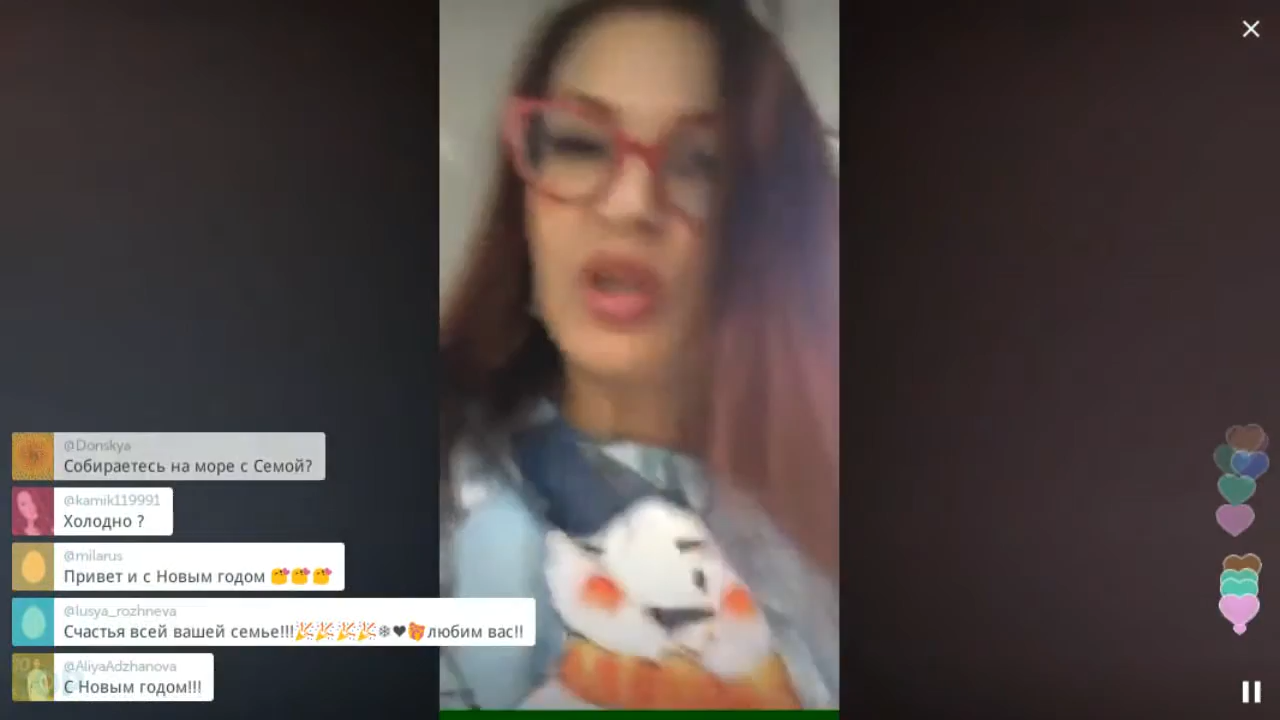 @Donskya
Собираетесь на море с Семой?
@kamik119991
Холодно ?
@milarus
Привет и с Новым годом 💝💝💝
@lusya_rozhneva
Счастья всей вашей семье!!!🎉🎉🎉🎉❄❤🎁любим вас!!
@AliyaAdzhanova
С Новым годом!!!